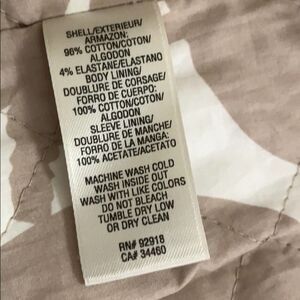 SHELL/EXTERIEUR/
ARMAZON:
96% COTTON/COTON/
ALGODON
4% ELASTANE/ELASTANO
BODY LINING/
DOUBLURE DE CORSAGE/
FORRO DE CUERPO:
100% COTTON/COTON/
ALGODON
SLEEVE LINING/
DOUBLURE DE MANCHE/
FORRO DE LA MANGA:
100% ACETATE/ACETATO
MACHINE WASH COLD
WASH INSIDE OUT
WASH WITH LIKE COLORS
DO NOT BLEACH
TUMBLE DRY LOW
OR DRY CLEAN
RN# 92918
CA# 34460